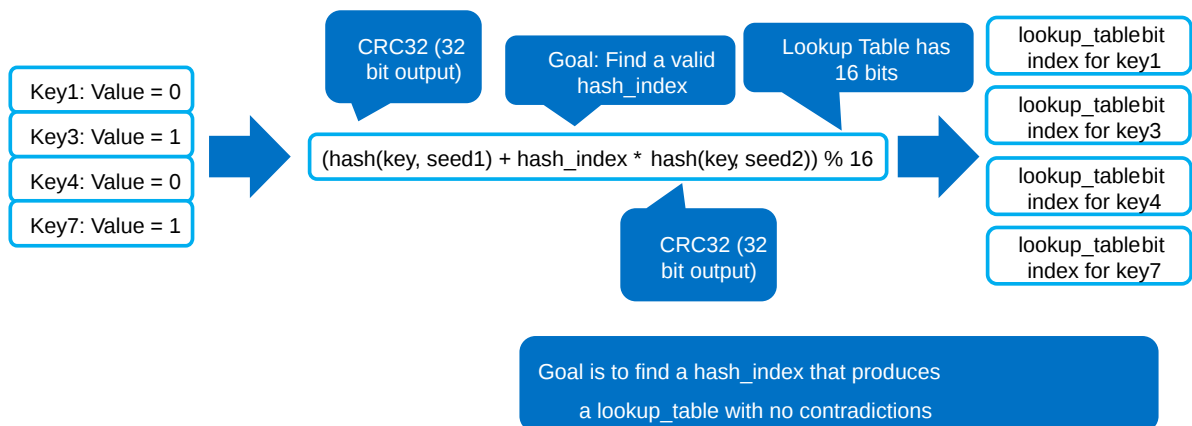 CRC32 (32
bit output)
Goal: Find a valid
hash_index
Lookup Table has
16 bits
Key1: Value = 0
Key3: Value = 1
Key4: Value = 0
Key7: Value = 1
(hash(key, seed1) + hash_index * hash(key, seed2)) % 16
CRC32 (32
bit output)
lookup_tablebit
index for key1
lookup_tablebit
index for key3
lookup_tablebit
index for key4
lookup_tablebit
index for key7
Goal is to find a hash_index that produces
a lookup_table with no contradictions